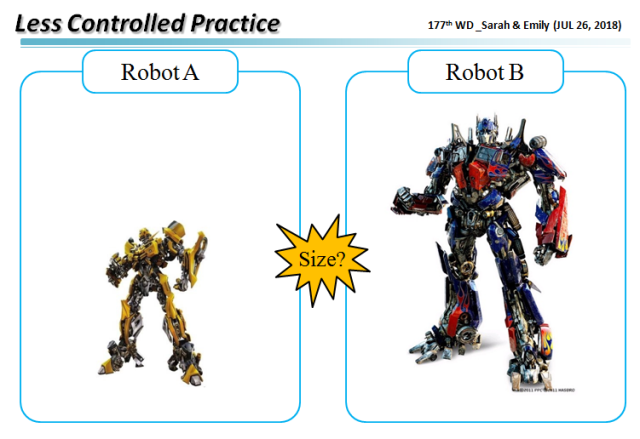 Less Controlled Practice
177th WD _Sarah & Emily (JUL 26, 2018)
Robot A
Robot B
Size?